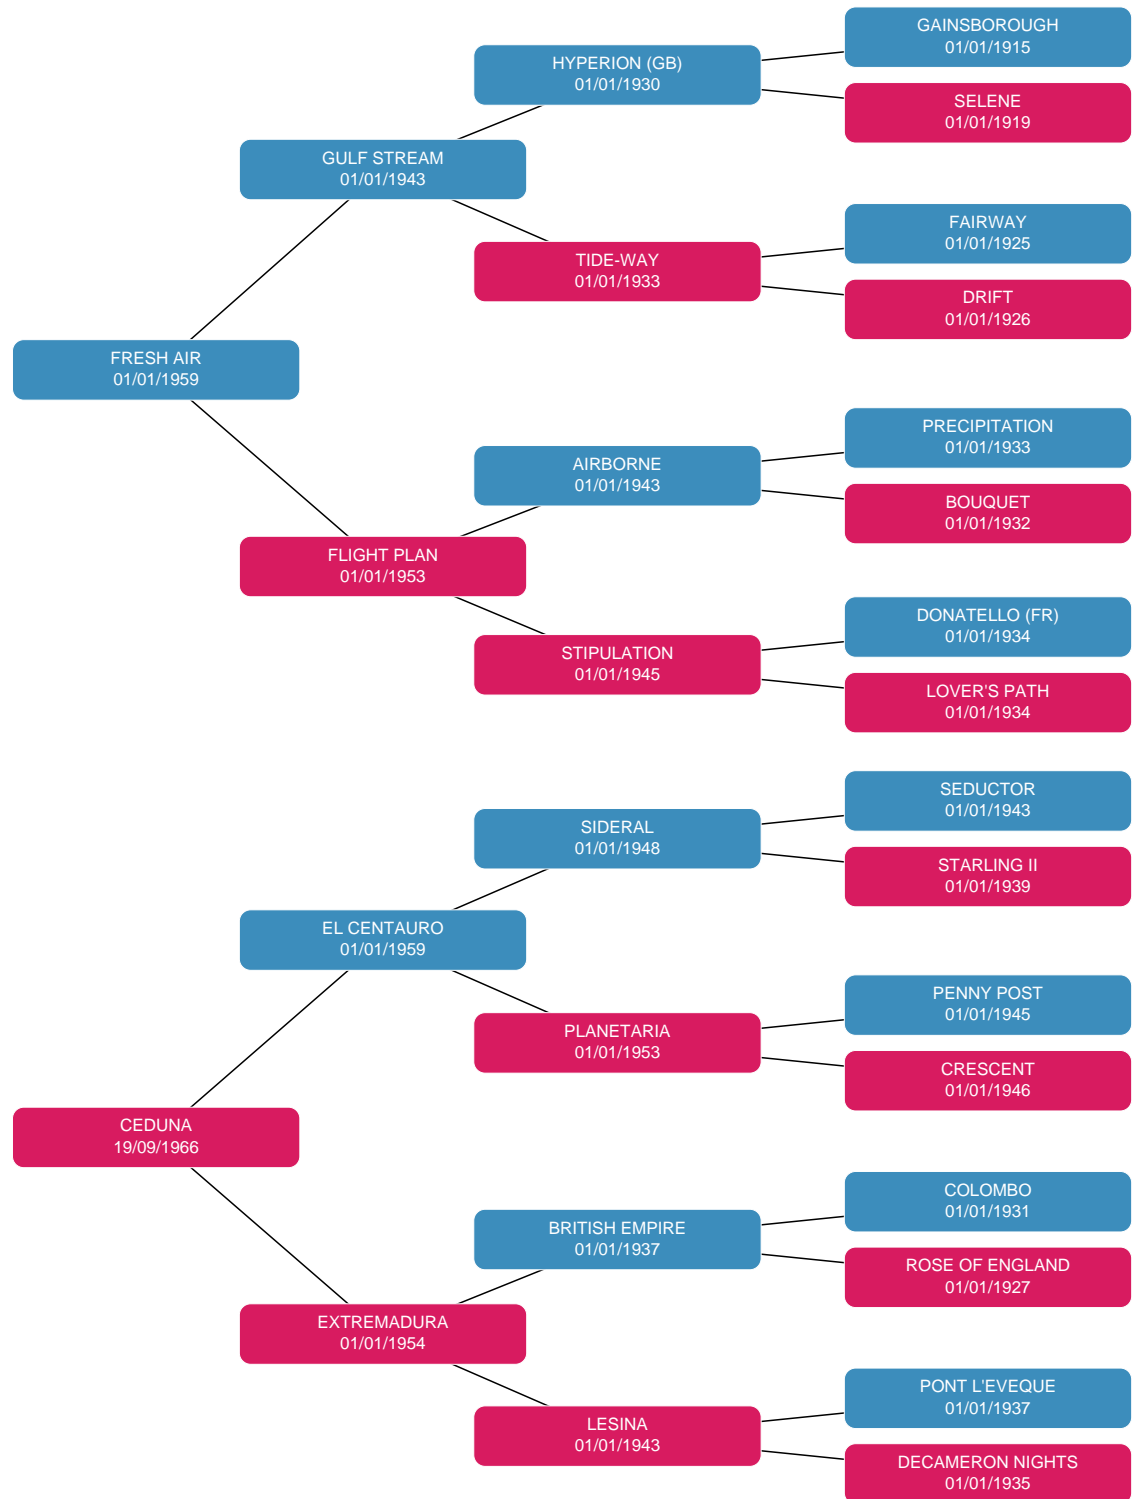 GAINSBOROUGH
01/01/1915
HYPERION (GB)
01/01/1930
SELENE
01/01/1919
GULF STREAM
01/01/1943
FAIRWAY
01/01/1925
TIDE-WAY
01/01/1933
DRIFT
01/01/1926
FRESH AIR
01/01/1959
PRECIPITATION
01/01/1933
AIRBORNE
01/01/1943
BOUQUET
01/01/1932
FLIGHT PLAN
01/01/1953
DONATELLO (FR)
01/01/1934
STIPULATION
01/01/1945
LOVER'S PATH
01/01/1934
SEDUCTOR
01/01/1943
SIDERAL
01/01/1948
STARLING II
01/01/1939
EL CENTAURO
01/01/1959
PENNY POST
01/01/1945
PLANETARIA
01/01/1953
CRESCENT
01/01/1946
CEDUNA
19/09/1966
COLOMBO
01/01/1931
BRITISH EMPIRE
01/01/1937
ROSE OF ENGLAND
01/01/1927
EXTREMADURA
01/01/1954
PONT L'EVEQUE
01/01/1937
LESINA
01/01/1943
DECAMERON NIGHTS
01/01/1935